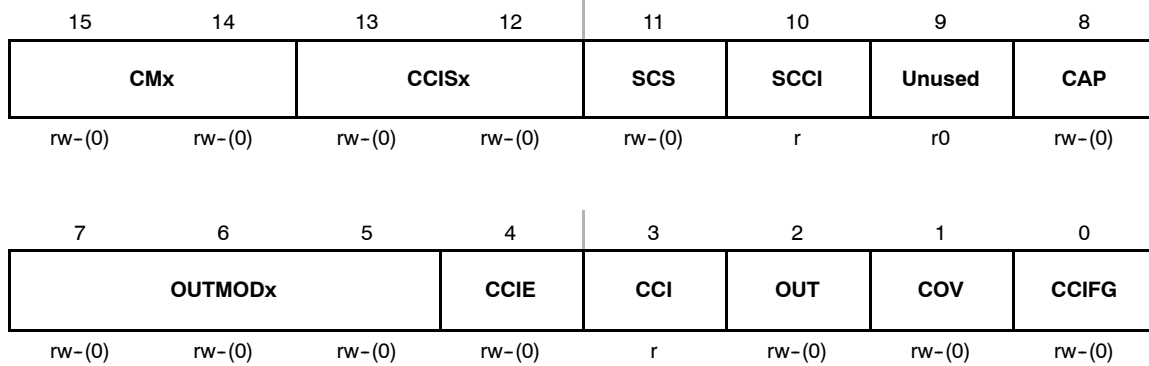 15 14 13 12 11 10 9 8
CMx CCISx SCS SCCI Unused CAP
rw-(0) rw-(0) rw-(0) rw-(0) rw-(0) r r0 rw-(0)
7 6 5 4 3 2 1 0
OUTMODx CCIE CCI OUT COV CCIFG
rw-(0) rw-(0) rw-(0) rw-(0) r rw-(0) rw-(0) rw-(0)